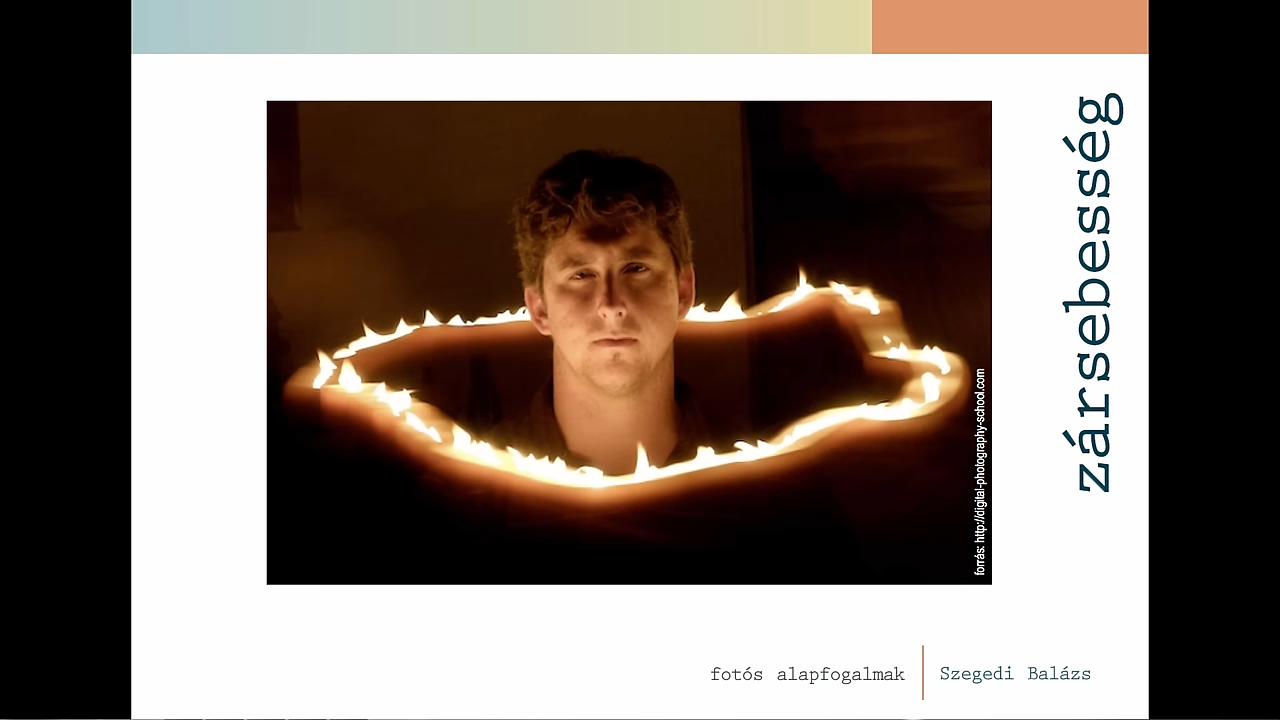 zársebesség
forrás: http://digital-photography-school.com
fotós alapfogalmak
Szegedi Balázs